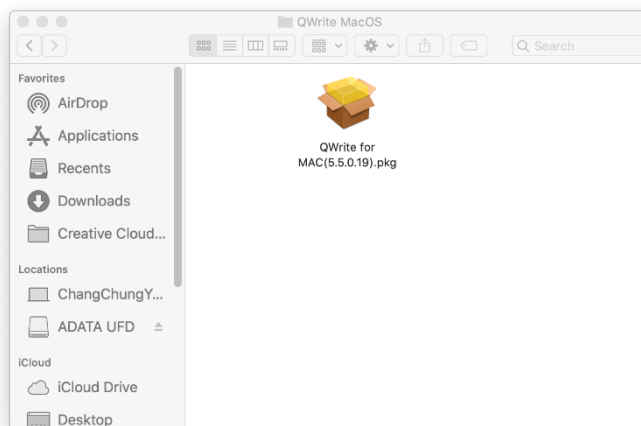 QWrite MacOS
Search
Favorites
AirDrop
Applications
Recents
Downloads
Creative Cloud...
Locations
ChangChungY...
ADATA UFD
iCloud
iCloud Drive
Desktop
QWrite for
MAC(5.5.0.19).pkg